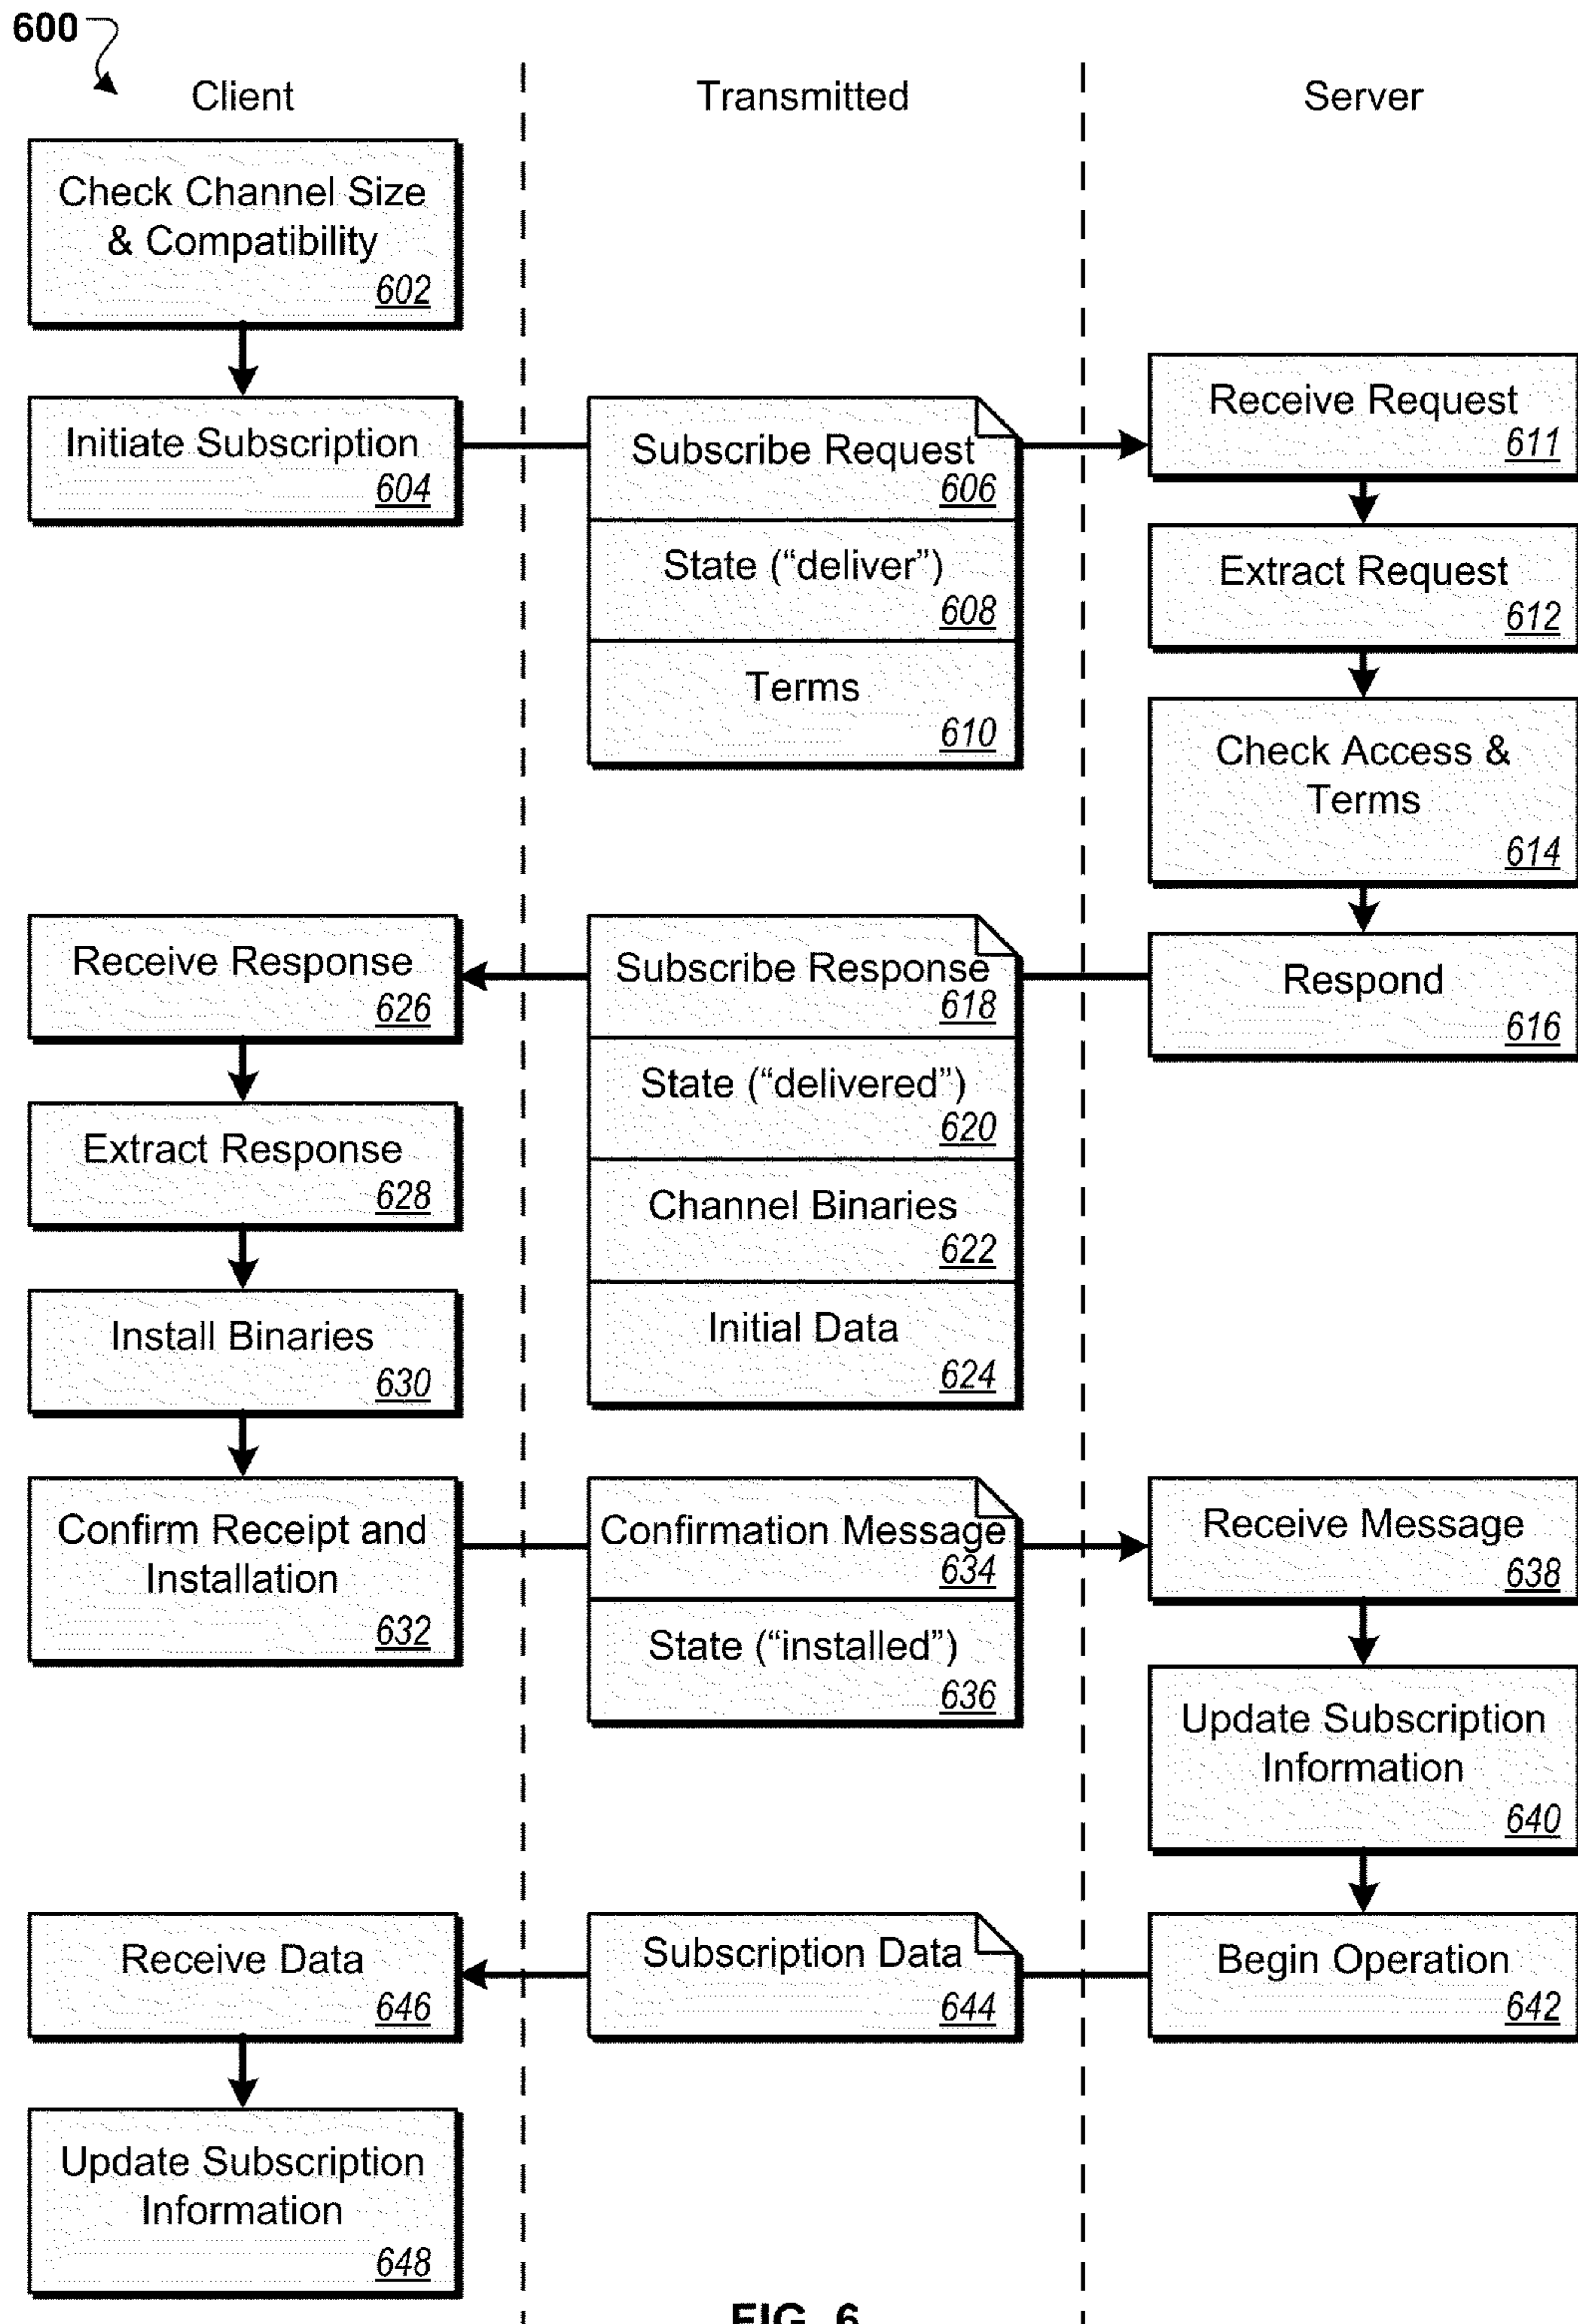 600
Client
Transmitted
Server
Check Channel Size
& Compatibility
602
Initiate Subscription
604
Subscribe Request
606
State (“deliver”)
608
Terms
610
Receive Request
611
Extract Request
612
Check Access &
Terms
614
Respond
616
Subscribe Response
618
State (“delivered”)
620
Channel Binaries
622
Initial Data
624
Receive Response
626
Extract Response
628
Install Binaries
630
Confirm Receipt and
Installation
632
Confirmation Message
634
State (“installed”)
636
Receive Message
638
Update Subscription
Information
640
Begin Operation
642
Subscription Data
644
Receive Data
646
Update Subscription
Information
648
FIG. 6